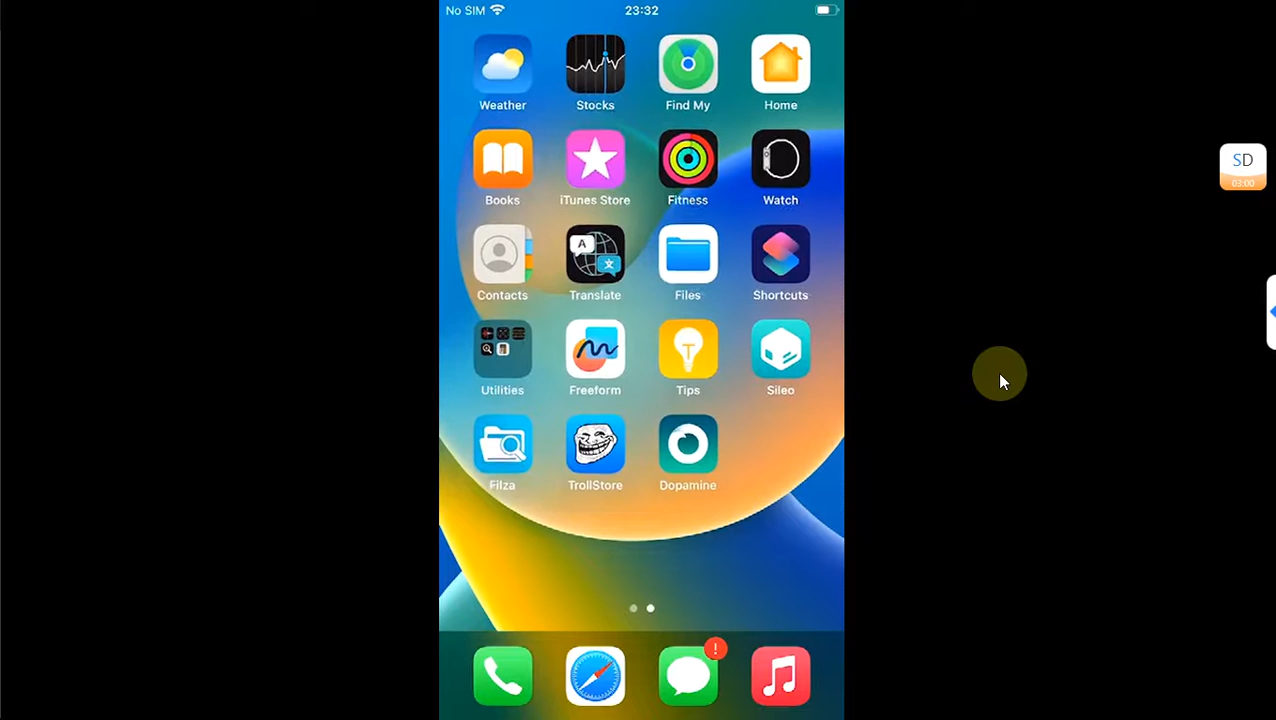 No SIM 23:32
Weather Stocks Find My Home
SD
03:00
Books iTunes Store Fitness Watch
A
文
Contacts Translate Files Shortcuts
T
Utilities Freeform Tips Sileo
Filza TrollStore Dopamine
!